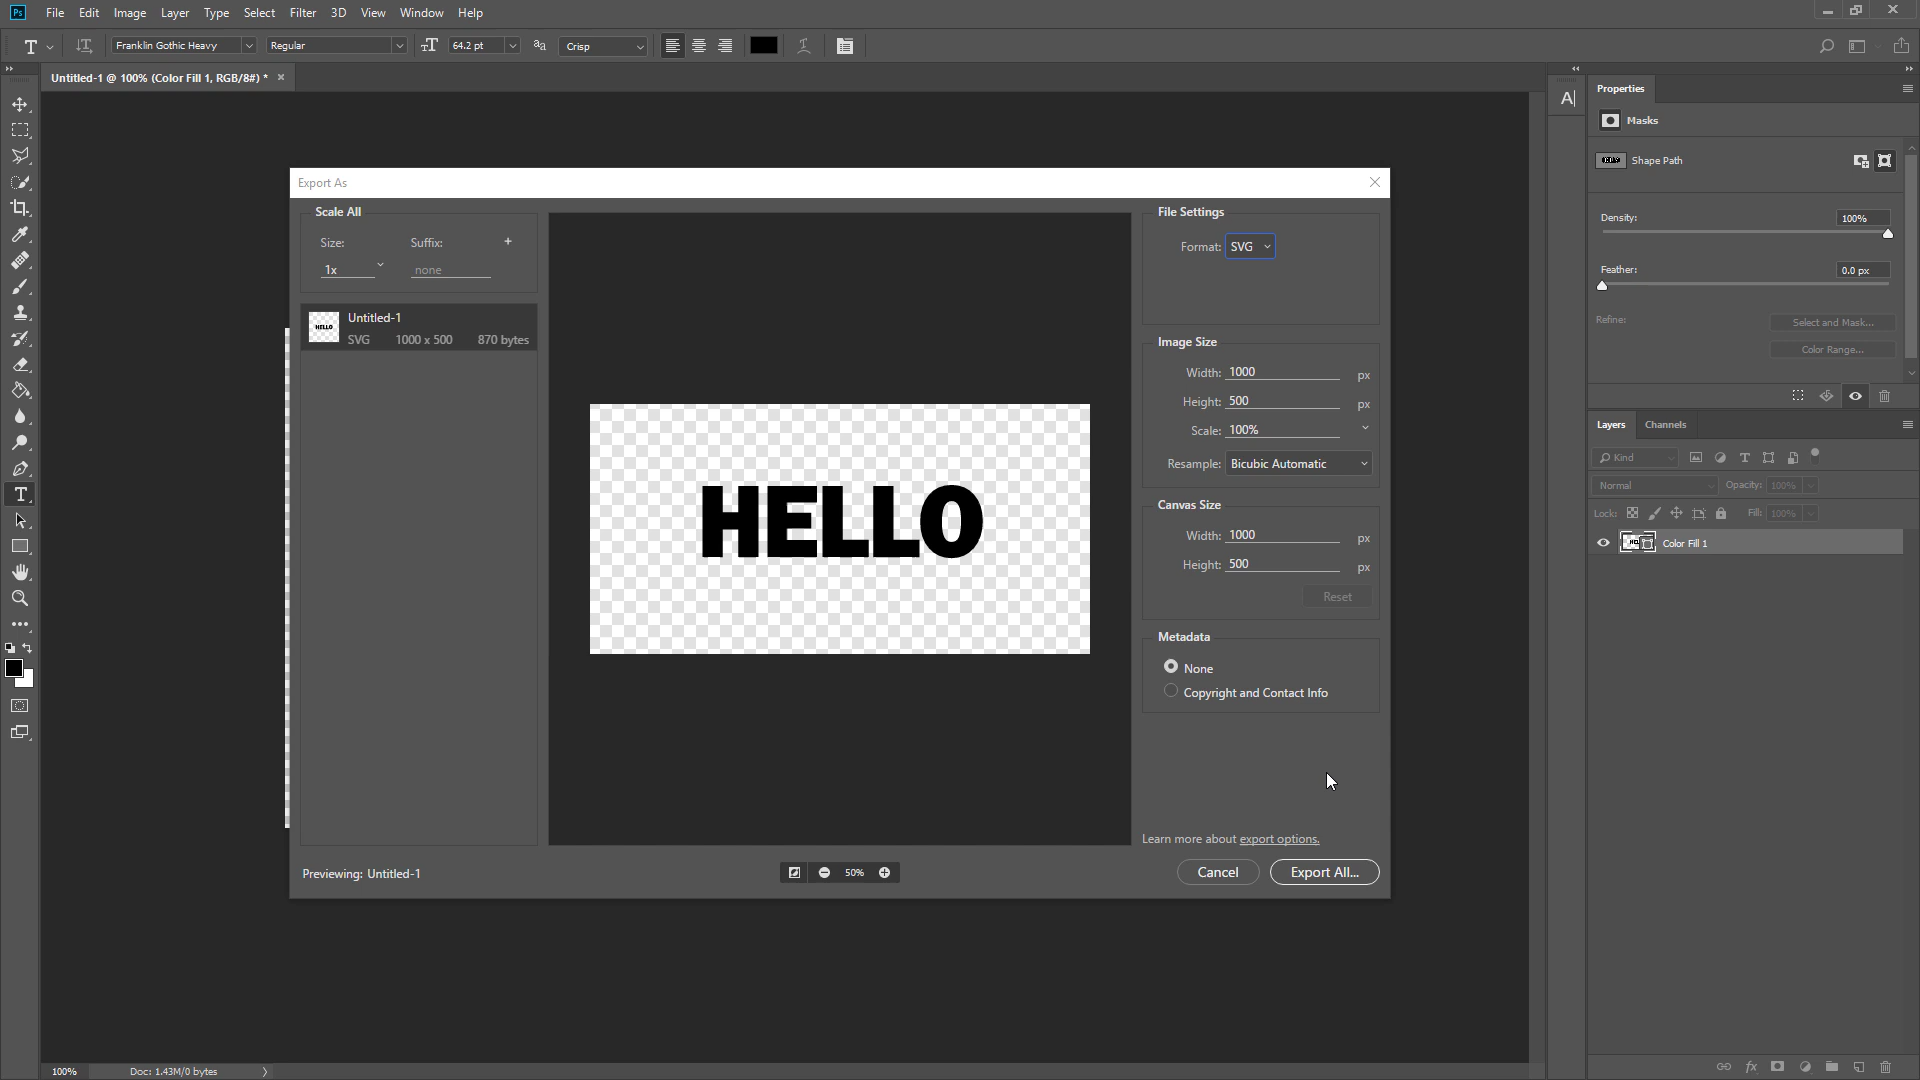 Ps File Edit Image Layer Type Select Filter 3D View Window Help
T Franklin Gothic Heavy Regular 64.2 pt aa Crisp
Untitled-1 @ 100% (Color Fill 1, RGB/8#) * ×
Export As
Scale All
Size: Suffix: +
1x none
Untitled-1
SVG 1000 x 500 870 bytes
HELLO
File Settings
Format: SVG
Image Size
Width: 1000 px
Height: 500 px
Scale: 100%
Resample: Bicubic Automatic
Canvas Size
Width: 1000 px
Height: 500 px
Reset
Metadata
None
Copyright and Contact Info
Learn more about export options.
Previewing: Untitled-1
50%
Cancel Export All...
A|
Properties
Masks
Shape Path
Density: 100%
Feather: 0.0 px
Refine: Select and Mask...
Color Range...
Layers Channels
Kind T
Normal Opacity: 100%
Lock: Fill: 100%
Color Fill 1
fx
100% Doc: 1.43M/0 bytes